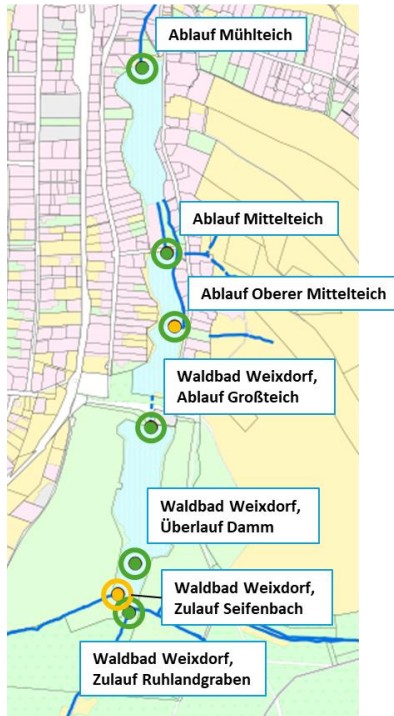 Ablauf Mühlteich
Ablauf Mittelteich
Ablauf Oberer Mittelteich
Waldbad Weixdorf,
Ablauf Großteich
Waldbad Weixdorf,
Überlauf Damm
Waldbad Weixdorf,
Zulauf Seifenbach
Waldbad Weixdorf,
Zulauf Ruhlandgraben